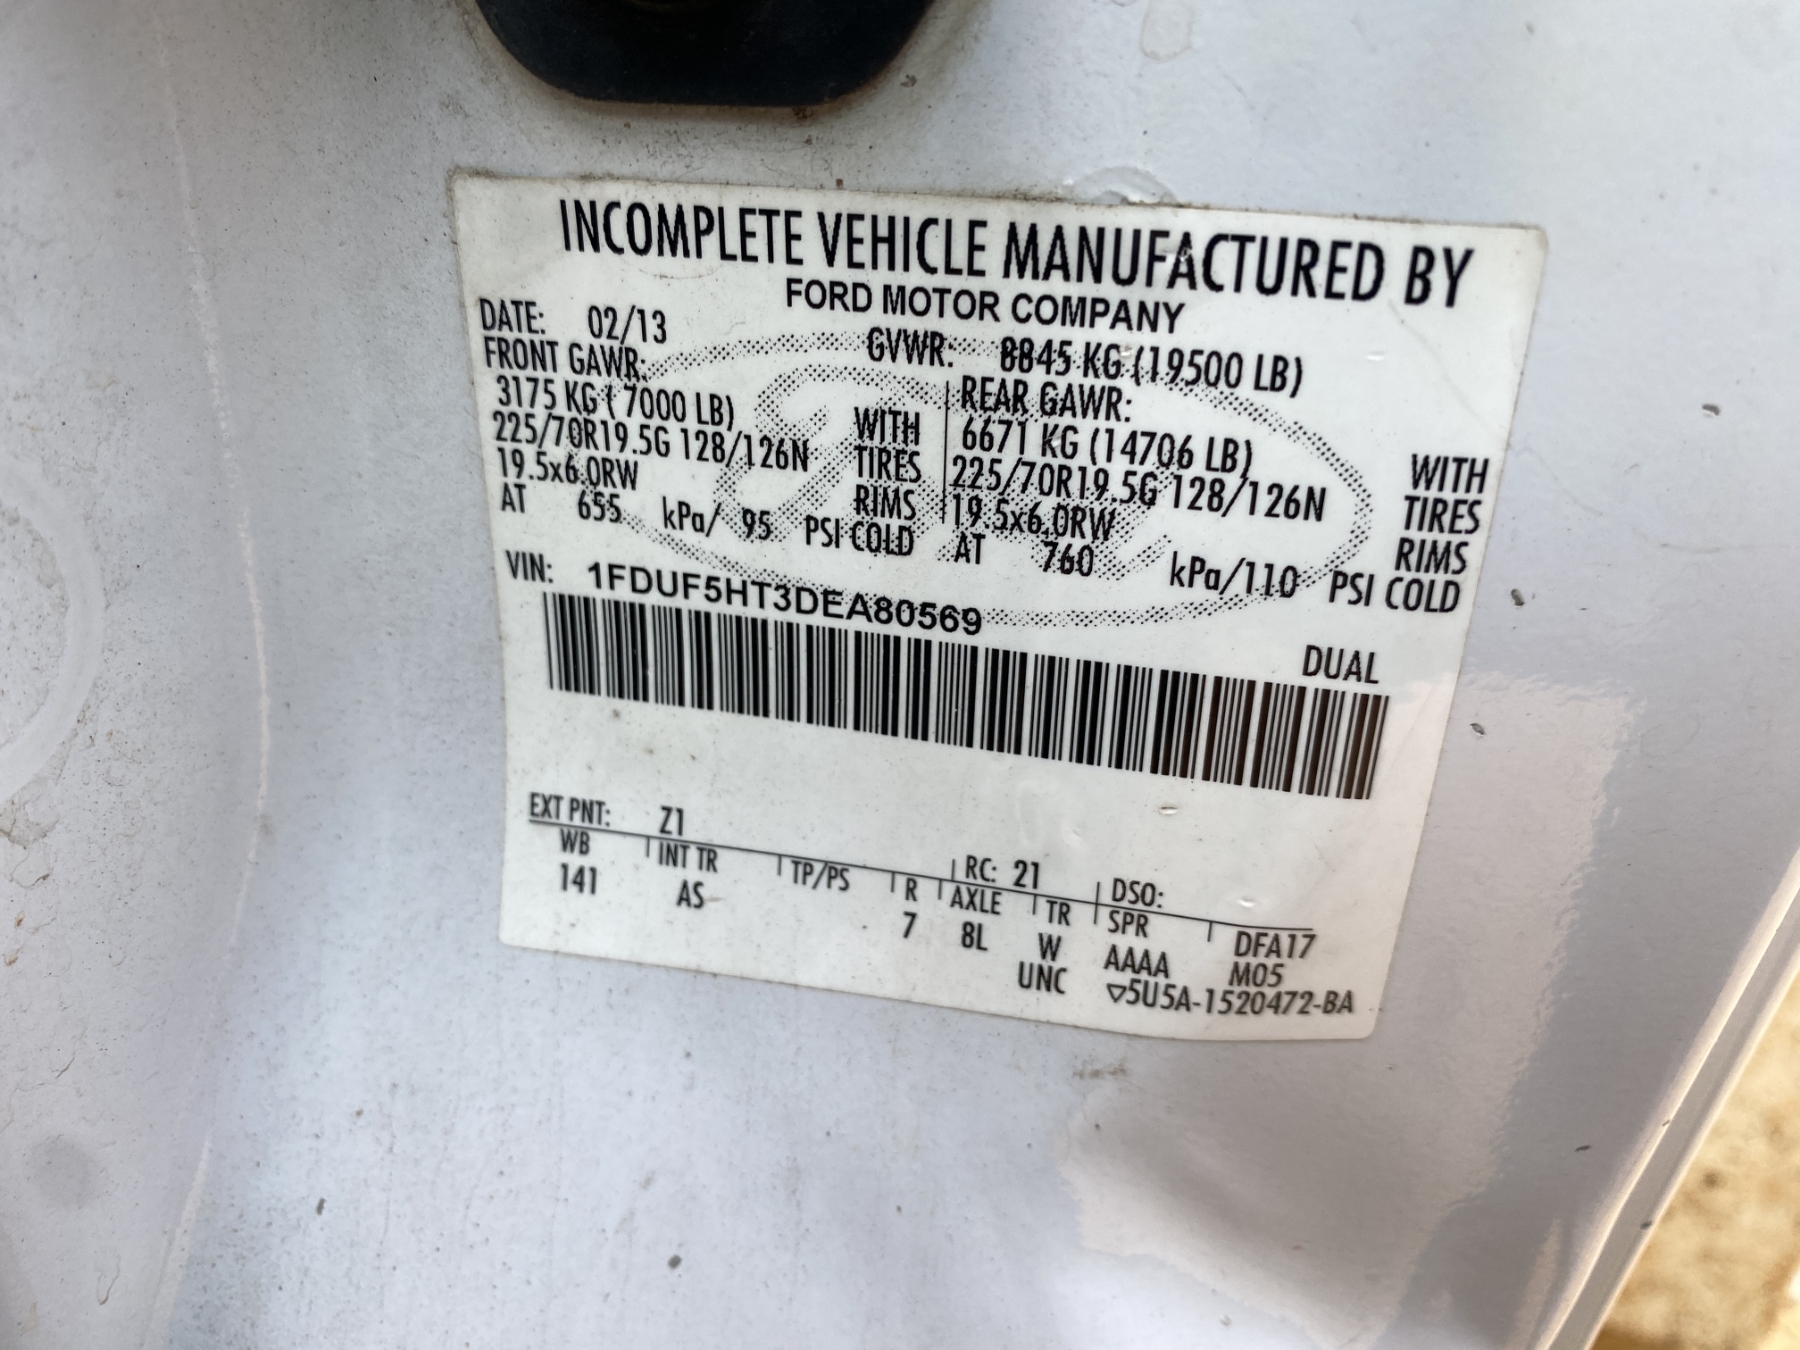 INCOMPLETE VEHICLE MANUFACTURED BY
FORD MOTOR COMPANY
DATE: 02/13 GVWR: 8845 KG (19500 LB)
FRONT GAWR: REAR GAWR:
3175 KG ( 7000 LB) WITH 6671 KG (14706 LB) WITH
225/70R19.5G 128/126N TIRES 225/70R19.5G 128/126N TIRES
19.5x6.0RW RIMS 19.5x6.0RW RIMS
AT 655 kPa/ 95 PSI COLD AT 760 kPa/110 PSI COLD
VIN: 1FDUF5HT3DEA80569
DUAL
EXT PNT: Z1 RC: 21 DSO:
WB INT TR TP/PS R AXLE TR SPR DFA17
141 AS 7 8L W AAAA M05
UNC ▽5U5A-1520472-BA